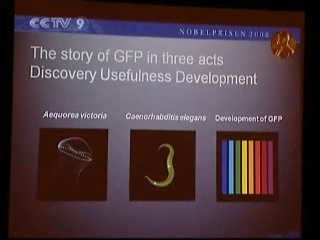 CCTV 9
NOBELPRISEN 2008
The story of GFP in three acts
Discovery Usefulness Development
Aequorea victoria
Caenorhabditis elegans
Development of GFP